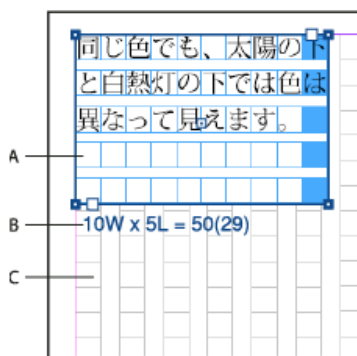 同じ色でも、太陽の下
と白熱灯の下では色は
異なって見えます。
A
B
10W x 5L = 50(29)
C